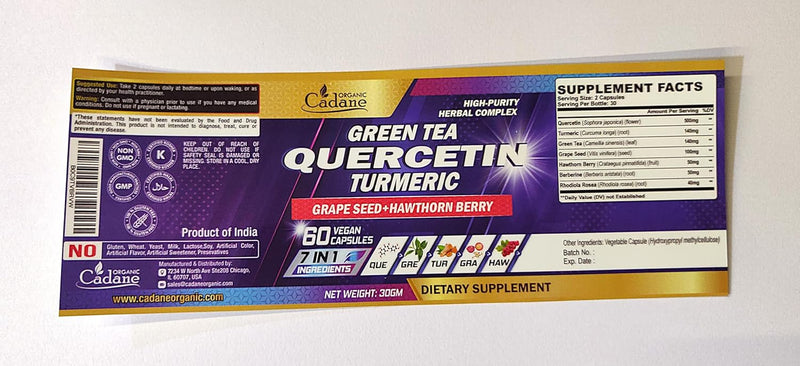 Suggested Use: Take 2 capsules daily at bedtime or upon waking, or as
directed by your health practitioner.
Warning: Consult with a physician prior to use if you have any medical
conditions. Do not use if pregnant or lactating.
*These statements have not been evaluated by the Food and Drug
Administration. This product is not intended to diagnose, treat, cure or
prevent any disease.
NON
GMO
K
KEEP OUT OF REACH OF
CHILDREN. DO NOT USE IF
SAFETY SEAL IS DAMAGED OR
MISSING. STORE IN A COOL, DRY
PLACE.
GMP
Product of India
NO
Gluten, Wheat, Yeast, Milk, Lactose,Soy, Artificial Color,
Artificial Flavor, Artificial Sweetener, Preservatives
ORGANIC
Cadane
Manufactured & Distributed by:
7234 W North Ave Ste203 Chicago,
IL 60707, USA
sales@cadaneorganic.com
www.cadaneorganic.com
ORGANIC
Cadane
HIGH-PURITY
HERBAL COMPLEX
GREEN TEA
QUERCETIN
TURMERIC
GRAPE SEED+HAWTHORN BERRY
60 VEGAN
CAPSULES
7 IN 1
INGREDIENTS
QUE
GRE
TUR
GRA
HAW
NET WEIGHT: 30GM
DIETARY SUPPLEMENT
SUPPLEMENT FACTS
Serving Size: 2 Capsules
Serving Per Bottle: 30
Amount Per Serving %DV
Quercetin (Sophora japonica) (flower) 500mg **
Turmeric (Curcuma longa) (root) 140mg **
Green Tea (Camellia sinensis) (leaf) 140mg **
Grape Seed (Vitis vinifera) (seed) 100mg **
Hawthorn Berry (Crataegus pinnatifida) (fruit) 50mg **
Berberine (Berberis aristata) (root) 50mg **
Rhodiola Rosea (Rhodiola rosea) (root) 40mg **
**Daily Value (DV) not Established
Other Ingredients: Vegetable Capsule (Hydroxypropyl methylcellulose)
Batch No. :
Exp. Date :